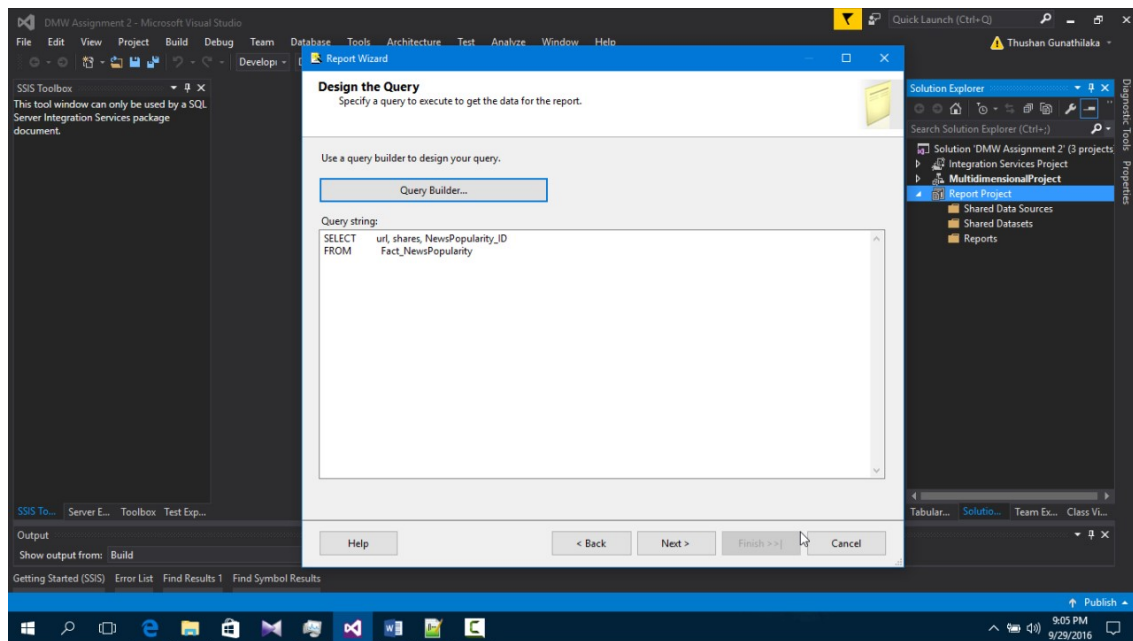 DMW Assignment 2 - Microsoft Visual Studio
Quick Launch (Ctrl+Q)
File Edit View Project Build Debug Team Database Tools Architecture Test Analyze Window Help
Thushan Gunathilaka
Develop
Report Wizard
SSIS Toolbox
This tool window can only be used by a SQL
Server Integration Services package
document.
Design the Query
Specify a query to execute to get the data for the report.
Use a query builder to design your query.
Query Builder...
Query string:
SELECT url, shares, NewsPopularity_ID
FROM Fact_NewsPopularity
Help
< Back
Next >
Finish >>|
Cancel
Solution Explorer
Search Solution Explorer (Ctrl+;)
Solution 'DMW Assignment 2' (3 projects
Integration Services Project
MultidimensionalProject
Report Project
Shared Data Sources
Shared Datasets
Reports
Diagnostic Tools
Properties
SSIS To... Server E... Toolbox Test Exp...
Tabular... Solutio... Team Ex... Class Vi...
Output
Show output from: Build
Getting Started (SSIS) Error List Find Results 1 Find Symbol Results
Publish
9:05 PM
9/29/2016